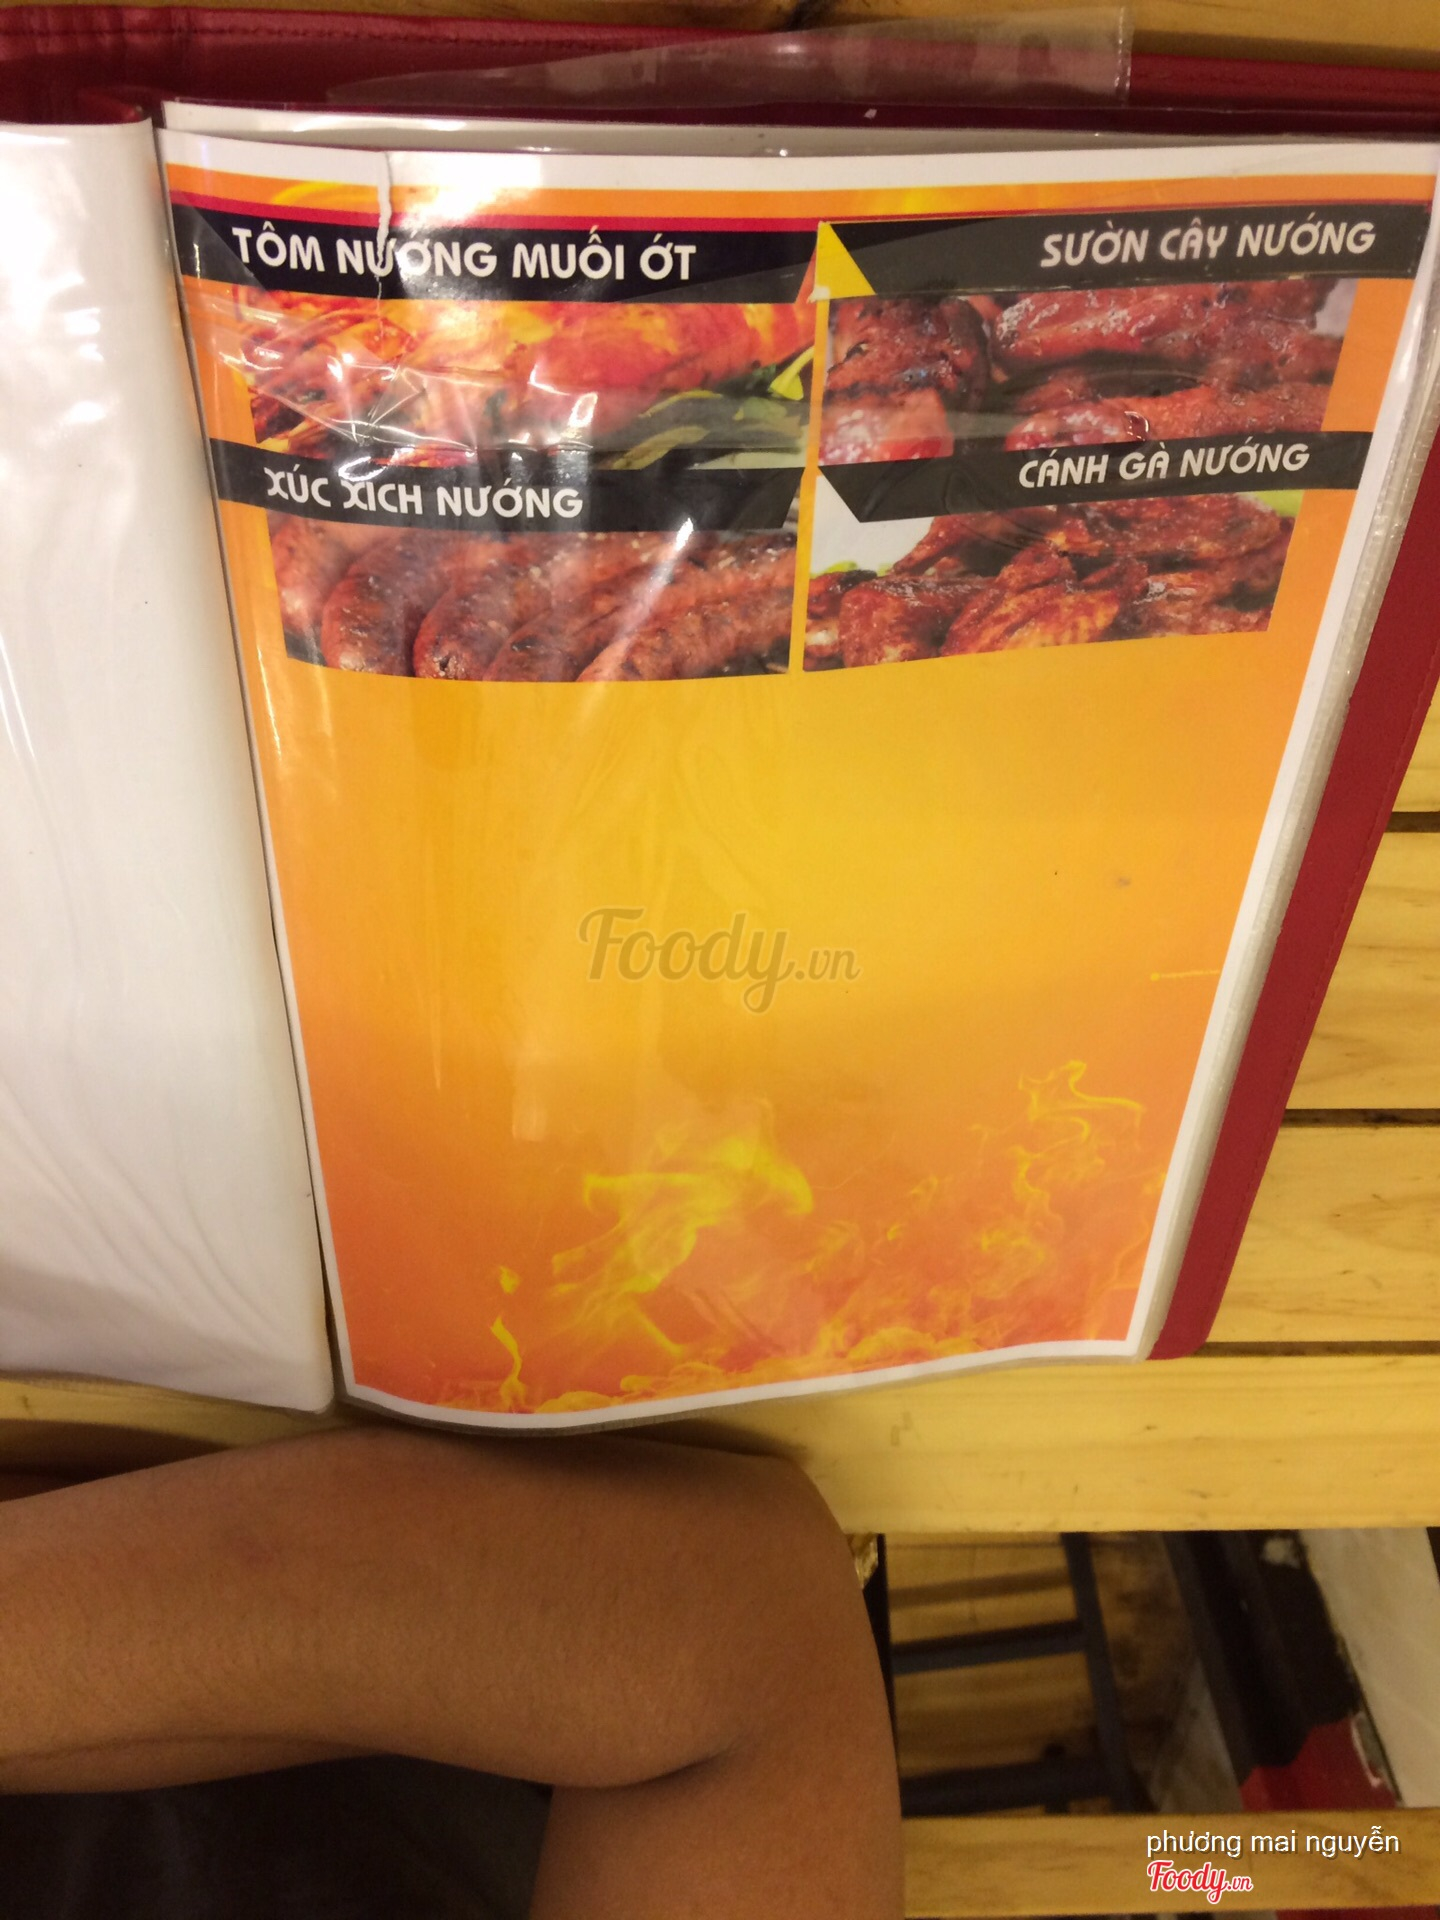 TÔM NƯỚNG MUỐI ỚT
SƯỜN CÂY NƯỚNG
XÚC XICH NƯỚNG
CÁNH GÀ NƯỚNG
Foody.vn
phương mai nguyễn
Foody.vn